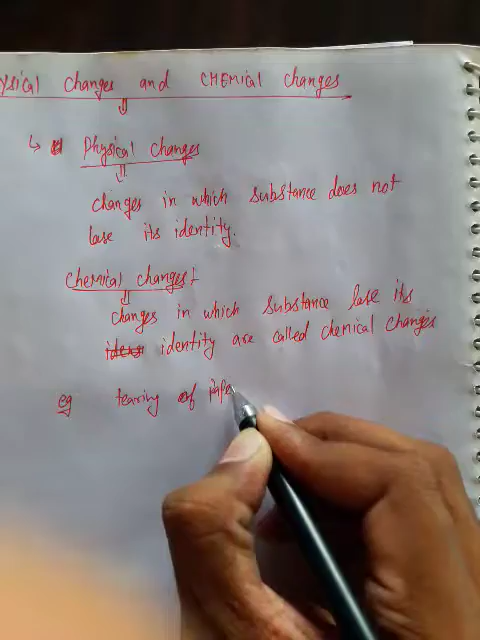 ysical changes and CHEMical changes
↳ Physical changes
changes in which substance does not
lose its identity.
Chemical changes:
changes in which substance lose its
identity are called chemical changes
eg tearing of pape